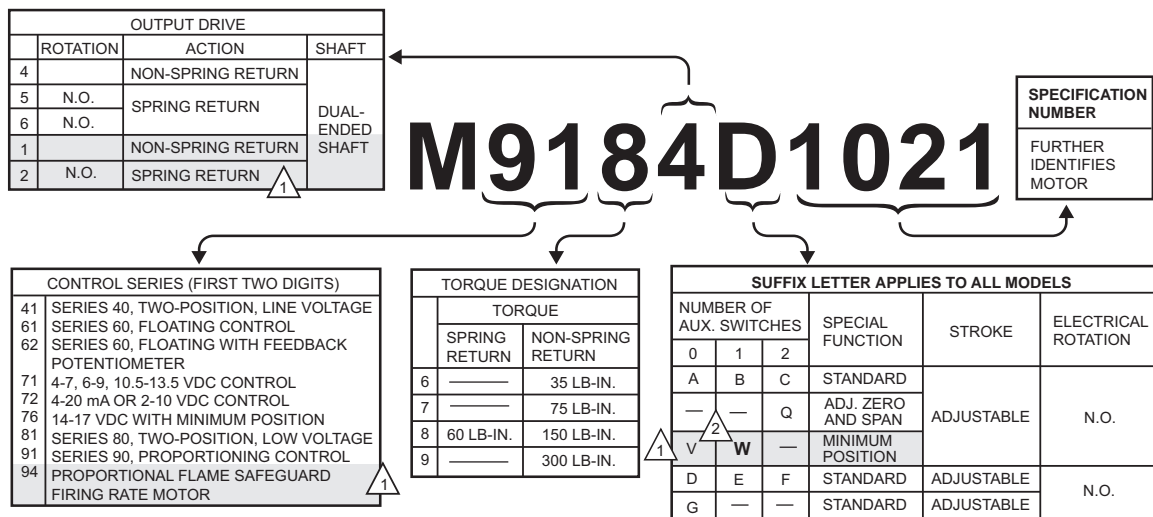 OUTPUT DRIVE
ROTATION ACTION SHAFT
4 NON-SPRING RETURN
5 N.O. SPRING RETURN
6 N.O.
DUAL-ENDED SHAFT
1 NON-SPRING RETURN
2 N.O. SPRING RETURN 1
M9184D1021
SPECIFICATION
NUMBER
FURTHER
IDENTIFIES
MOTOR
CONTROL SERIES (FIRST TWO DIGITS)
41 SERIES 40, TWO-POSITION, LINE VOLTAGE
61 SERIES 60, FLOATING CONTROL
62 SERIES 60, FLOATING WITH FEEDBACK
POTENTIOMETER
71 4-7, 6-9, 10.5-13.5 VDC CONTROL
72 4-20 mA OR 2-10 VDC CONTROL
76 14-17 VDC WITH MINIMUM POSITION
81 SERIES 80, TWO-POSITION, LOW VOLTAGE
91 SERIES 90, PROPORTIONING CONTROL
94 PROPORTIONAL FLAME SAFEGUARD
FIRING RATE MOTOR 1
TORQUE DESIGNATION
TORQUE
SPRING RETURN NON-SPRING RETURN
6 — 35 LB-IN.
7 — 75 LB-IN.
8 60 LB-IN. 150 LB-IN.
9 — 300 LB-IN.
SUFFIX LETTER APPLIES TO ALL MODELS
NUMBER OF AUX. SWITCHES SPECIAL FUNCTION STROKE ELECTRICAL ROTATION
0 1 2
A B C STANDARD
— — Q ADJ. ZERO AND SPAN ADJUSTABLE N.O.
2
1 V W — MINIMUM POSITION
D E F STANDARD ADJUSTABLE N.O.
G — — STANDARD ADJUSTABLE